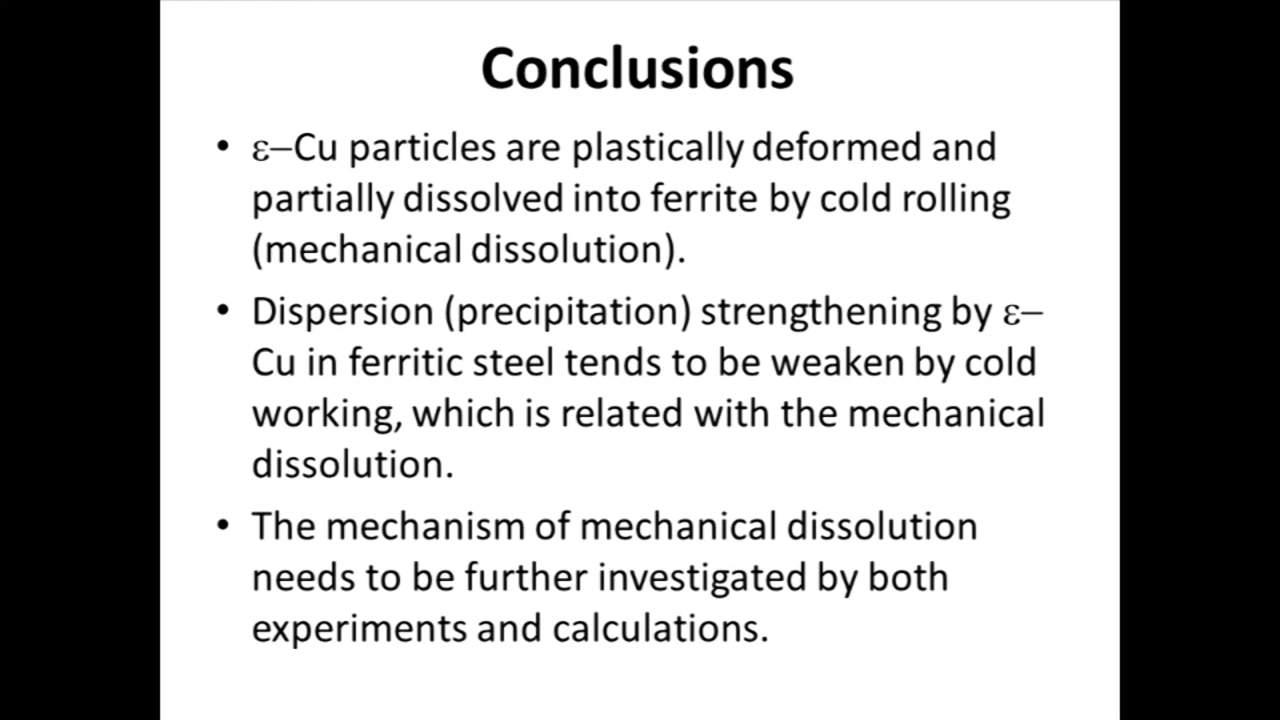 Conclusions
• ε−Cu particles are plastically deformed and
partially dissolved into ferrite by cold rolling
(mechanical dissolution).
• Dispersion (precipitation) strengthening by ε−
Cu in ferritic steel tends to be weaken by cold
working, which is related with the mechanical
dissolution.
• The mechanism of mechanical dissolution
needs to be further investigated by both
experiments and calculations.